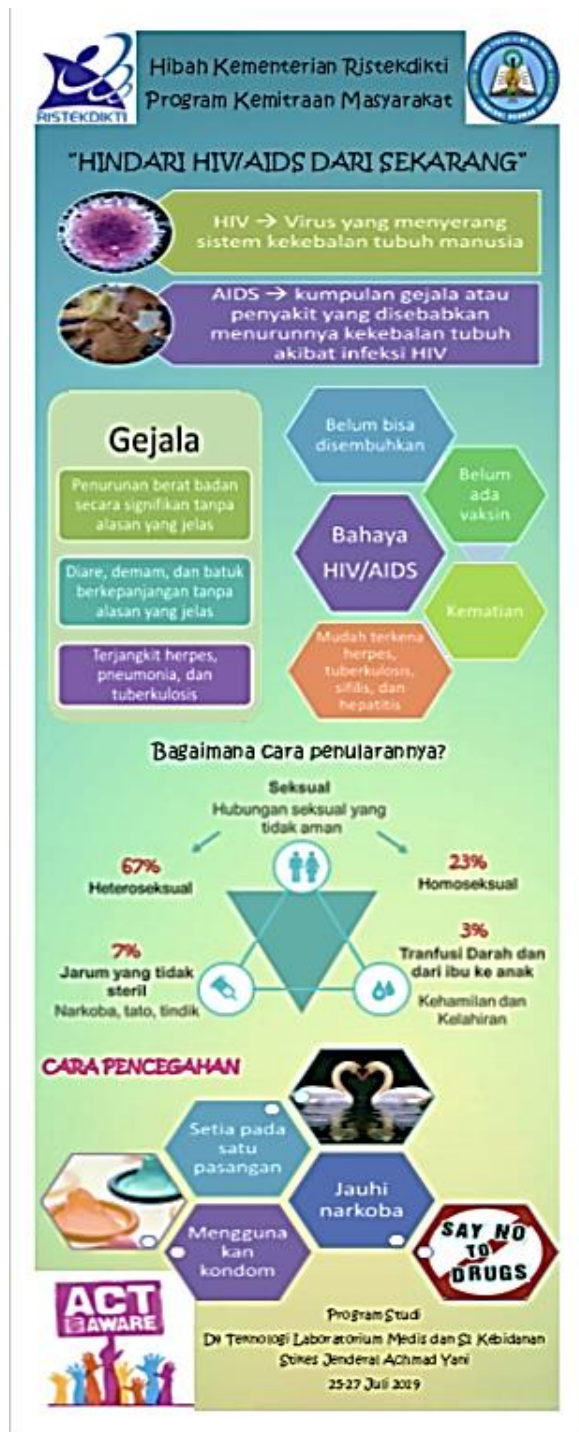 Hibah Kementerian Ristekdikti
Program Kemitraan Masyarakat
RISTEKDIKTI
"HINDARI HIV/AIDS DARI SEKARANG"
HIV → Virus yang menyerang
sistem kekebalan tubuh manusia
AIDS → kumpulan gejala atau
penyakit yang disebabkan
menurunnya kekebalan tubuh
akibat infeksi HIV
Gejala
Penurunan berat badan
secara signifikan tanpa
alasan yang jelas
Diare, demam, dan batuk
berkepanjangan tanpa
alasan yang jelas
Terjangkit herpes,
pneumonia, dan
tuberkulosis
Belum bisa
disembuhkan
Belum
ada
vaksin
Bahaya
HIV/AIDS
Kematian
Mudah terkena
herpes,
tuberkulosis,
sifilis, dan
hepatitis
Bagaimana cara penularannya?
Seksual
Hubungan seksual yang
tidak aman
67%
Heteroseksual
23%
Homoseksual
7%
Jarum yang tidak
steril
Narkoba, tato, tindik
3%
Tranfusi Darah dan
dari ibu ke anak
Kehamilan dan
Kelahiran
CARA PENCEGAHAN
Setia pada
satu
pasangan
Jauhi
narkoba
Mengguna
kan
kondom
SAY NO
TO
DRUGS
ACT
AWARE
Program Studi
D4 Teknologi Laboratorium Medis dan S1 Kebidanan
Stikes Jenderal Achmad Yani
25-27 Juli 2019